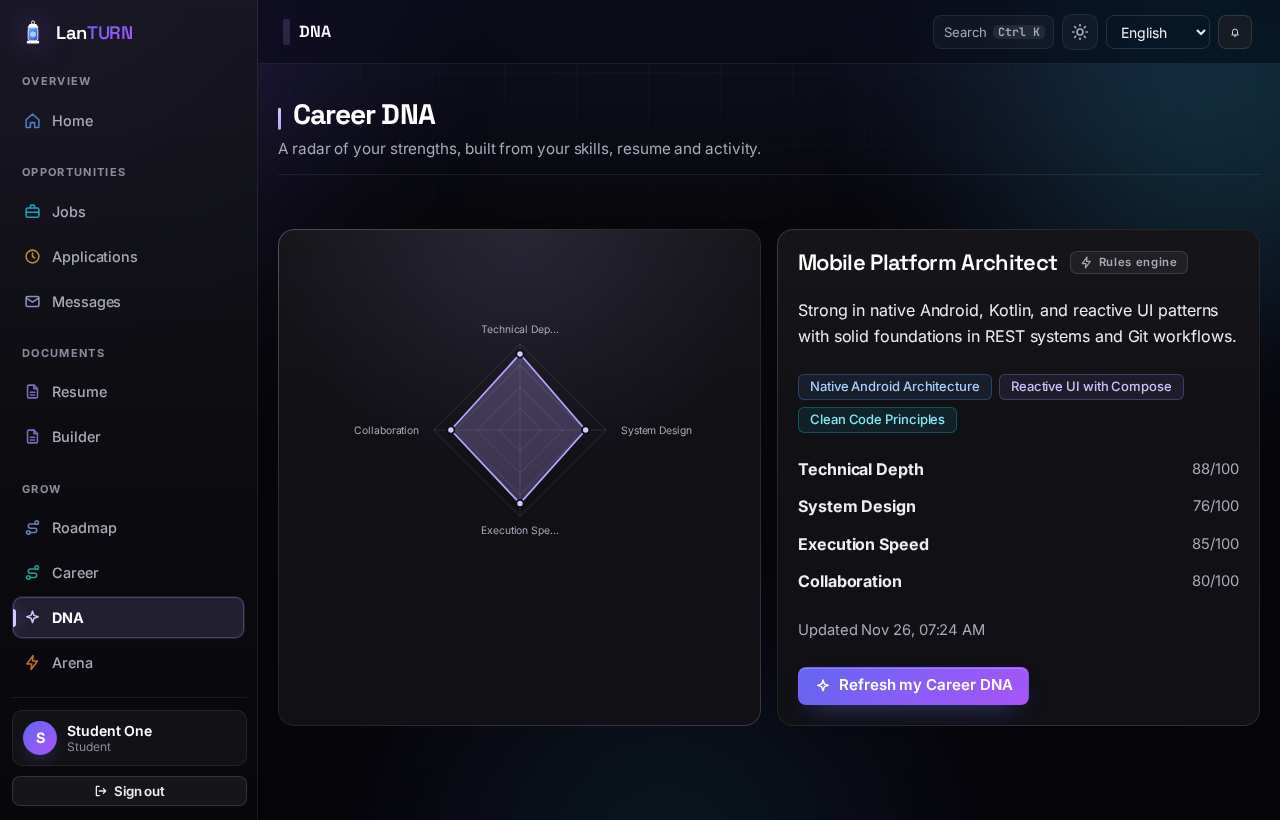 LanTURN
OVERVIEW
Home
OPPORTUNITIES
Jobs
Applications
Messages
DOCUMENTS
Resume
Builder
GROW
Roadmap
Career
DNA
Arena
S
Student One
Student
Sign out
DNA
Search Ctrl K
English
Career DNA
A radar of your strengths, built from your skills, resume and activity.
Technical Dep...
Collaboration
System Design
Execution Spe...
Mobile Platform Architect
Rules engine
Strong in native Android, Kotlin, and reactive UI patterns
with solid foundations in REST systems and Git workflows.
Native Android Architecture
Reactive UI with Compose
Clean Code Principles
Technical Depth 88/100
System Design 76/100
Execution Speed 85/100
Collaboration 80/100
Updated Nov 26, 07:24 AM
Refresh my Career DNA